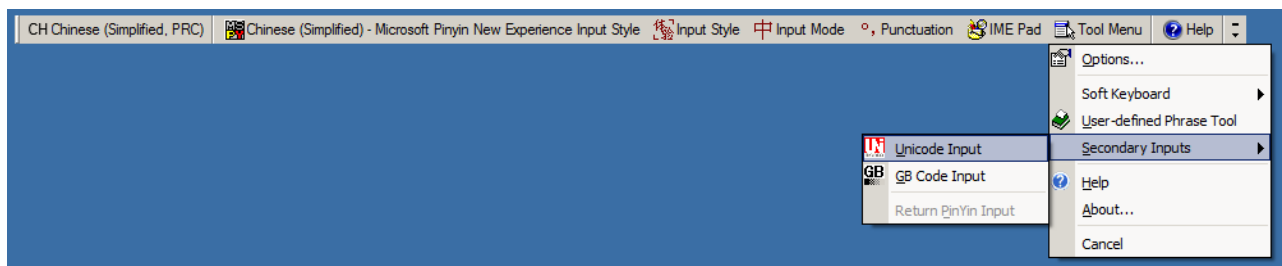 CH Chinese (Simplified, PRC) Chinese (Simplified) - Microsoft Pinyin New Experience Input Style Input Style 中 Input Mode °, Punctuation IME Pad Tool Menu Help
Options...
Soft Keyboard
User-defined Phrase Tool
Secondary Inputs
Help
About...
Cancel
Unicode Input
GB GB Code Input
Return PinYin Input